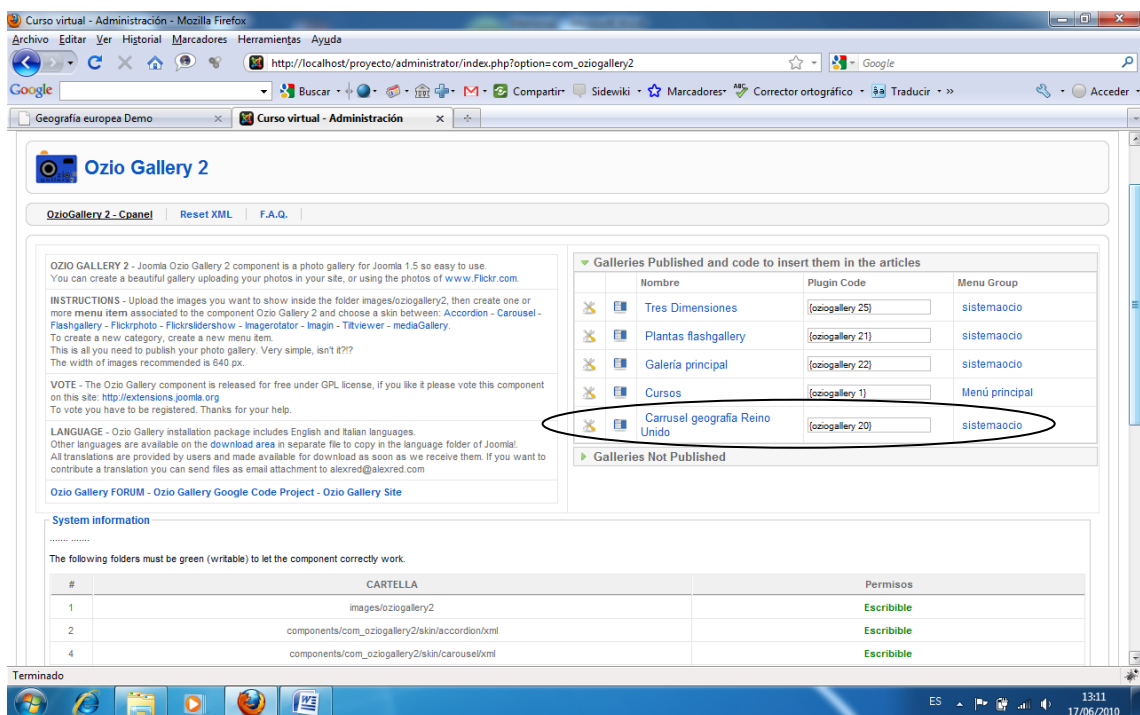 Curso virtual - Administración - Mozilla Firefox
Archivo Editar Ver Historial Marcadores Herramientas Ayuda
http://localhost/proyecto/administrator/index.php?option=com_oziogallery2
Google
Google
Buscar
Compartir
Sidewiki
Marcadores
Corrector ortográfico
Traducir
»
Acceder
Geografía europea Demo
Curso virtual - Administración
Ozio Gallery 2
OzioGallery 2 - Cpanel
Reset XML
F.A.Q.
OZIO GALLERY 2 - Joomla Ozio Gallery 2 component is a photo gallery for Joomla 1.5 so easy to use.
You can create a beautiful gallery uploading your photos in your site, or using the photos of www.Flickr.com.
INSTRUCTIONS - Upload the images you want to show inside the folder images/oziogallery2, then create one or
more menu item associated to the component Ozio Gallery 2 and choose a skin between: Accordion - Carousel -
Flashgallery - Flickrphoto - Flickrslidershow - Imagerotator - Imagin - Tiltviewer - mediaGallery.
To create a new category, create a new menu item.
This is all you need to publish your photo gallery. Very simple, isn't it?!?
The width of images recommended is 640 px.
VOTE - The Ozio Gallery component is released for free under GPL license, if you like it please vote this component
on this site: http://extensions.joomla.org
To vote you have to be registered. Thanks for your help.
LANGUAGE - Ozio Gallery installation package includes English and Italian languages.
Other languages are available on the download area in separate file to copy in the language folder of Joomla!.
All translations are provided by users and made available for download as soon as we receive them. If you want to
contribute a translation you can send files as email attachment to alexred@alexred.com
Ozio Gallery FORUM - Ozio Gallery Google Code Project - Ozio Gallery Site
Galleries Published and code to insert them in the articles
Nombre Plugin Code Menu Group
Tres Dimensiones {oziogallery 25} sistemaocio
Plantas flashgallery {oziogallery 21} sistemaocio
Galería principal {oziogallery 22} sistemaocio
Cursos {oziogallery 1} Menú principal
Carrusel geografía Reino
Unido {oziogallery 20} sistemaocio
Galleries Not Published
System information
....... .......
The following folders must be green (writable) to let the component correctly work.
# CARTELLA Permisos
1 images/oziogallery2 Escribible
2 components/com_oziogallery2/skin/accordion/xml Escribible
4 components/com_oziogallery2/skin/carousel/xml Escribible
Terminado
ES
13:11
17/06/2010